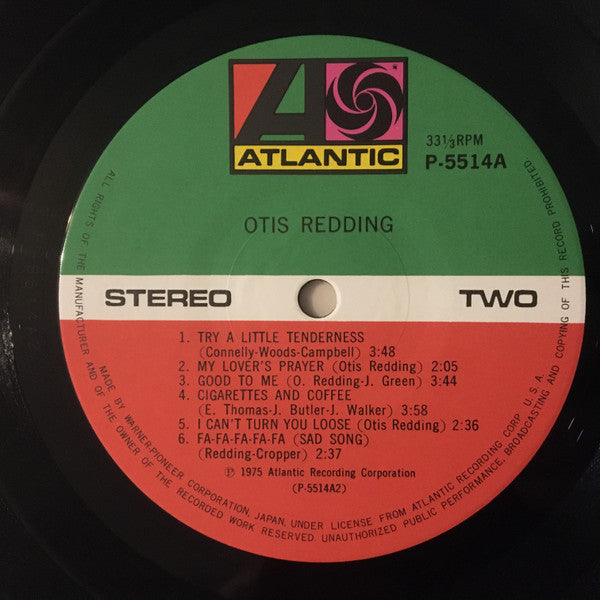 ATLANTIC
33⅓RPM
P-5514A
OTIS REDDING
STEREO
TWO
1. TRY A LITTLE TENDERNESS
(Connelly-Woods-Campbell) 3:48
2. MY LOVER'S PRAYER (Otis Redding) 2:05
3. GOOD TO ME (O. Redding-J. Green) 3:44
4. CIGARETTES AND COFFEE
(E. Thomas-J. Butler-J. Walker) 3:58
5. I CAN'T TURN YOU LOOSE (Otis Redding) 2:36
6. FA-FA-FA-FA-FA (SAD SONG)
(Redding-Cropper) 2:37
Ⓟ 1975 Atlantic Recording Corporation
(P-5514A2)
MADE BY WARNER-PIONEER CORPORATION, JAPAN, UNDER LICENSE FROM ATLANTIC RECORDING CORP. U.S.A.
ALL RIGHTS OF THE MANUFACTURER AND OF THE OWNER OF THE RECORDED WORK RESERVED. UNAUTHORIZED PUBLIC PERFORMANCE, BROADCASTING AND COPYING OF THIS RECORD PROHIBITED